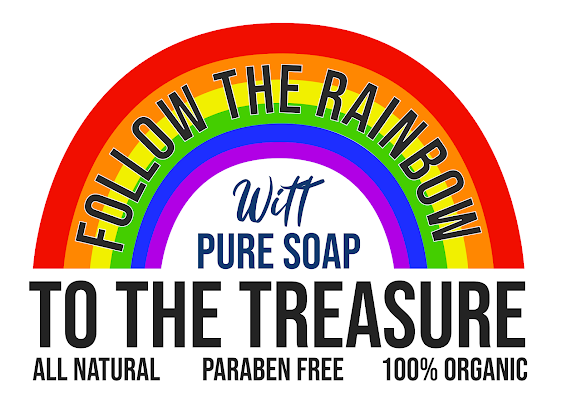 FOLLOW THE RAINBOW
Witt
PURE SOAP
TO THE TREASURE
ALL NATURAL PARABEN FREE 100% ORGANIC